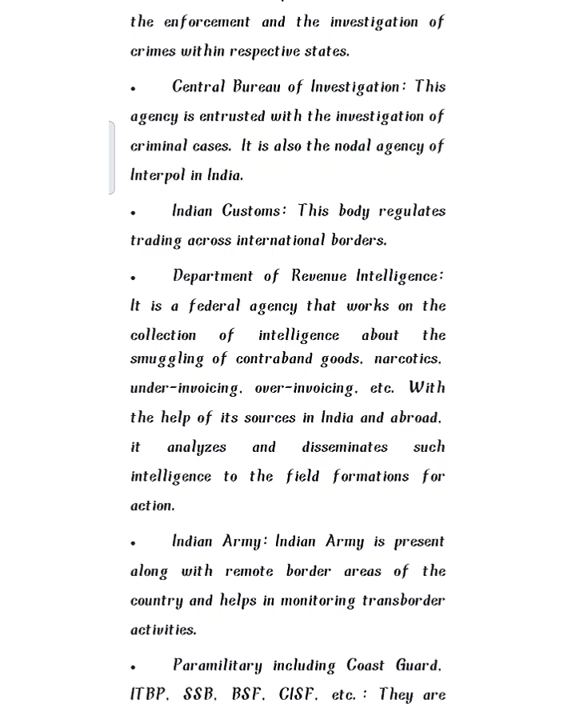 the enforcement and the investigation of
crimes within respective states.
• Central Bureau of Investigation: This
agency is entrusted with the investigation of
criminal cases. It is also the nodal agency of
Interpol in India.
• Indian Customs: This body regulates
trading across international borders.
• Department of Revenue Intelligence:
It is a federal agency that works on the
collection of intelligence about the
smuggling of contraband goods, narcotics,
under-invoicing, over-invoicing, etc. With
the help of its sources in India and abroad,
it analyzes and disseminates such
intelligence to the field formations for
action.
• Indian Army: Indian Army is present
along with remote border areas of the
country and helps in monitoring transborder
activities.
• Paramilitary including Coast Guard,
ITBP, SSB, BSF, CISF, etc. : They are